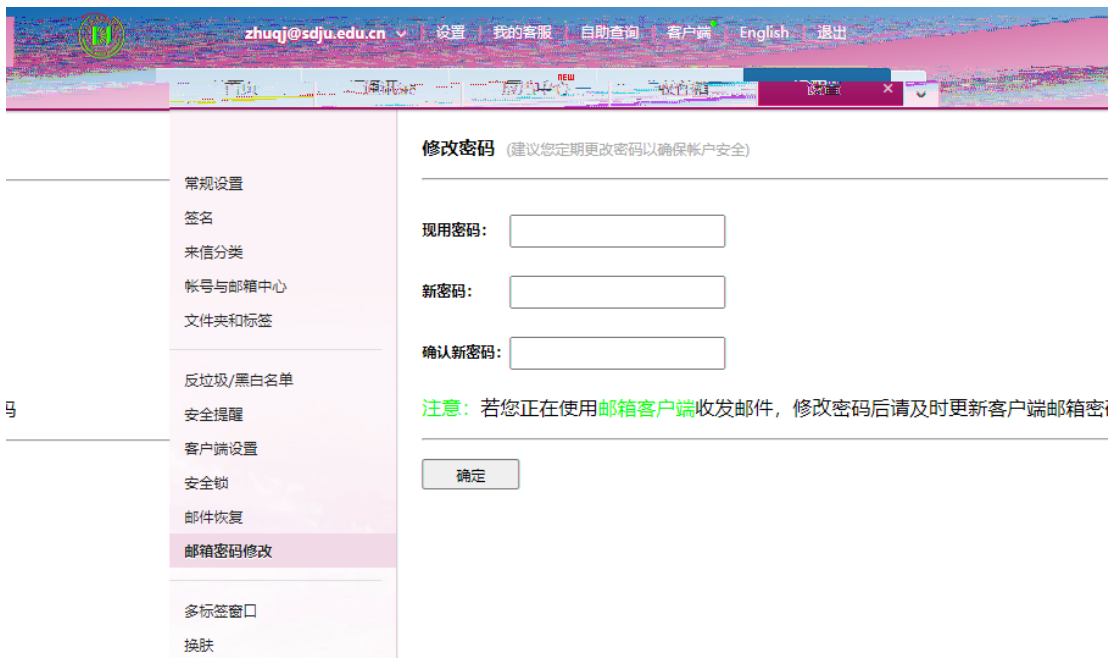 zhuqj@sdju.edu.cn 设置 我的客服 自助查询 客户端 English 退出
NEW
设置
修改密码 (建议您定期更改密码以确保帐户安全)
常规设置
签名
现用密码：
来信分类
帐号与邮箱中心
新密码：
文件夹和标签
确认新密码：
反垃圾/黑白名单
码
注意：若您正在使用邮箱客户端收发邮件，修改密码后请及时更新客户端邮箱密
安全提醒
客户端设置
确定
安全锁
邮件恢复
邮箱密码修改
多标签窗口
换肤